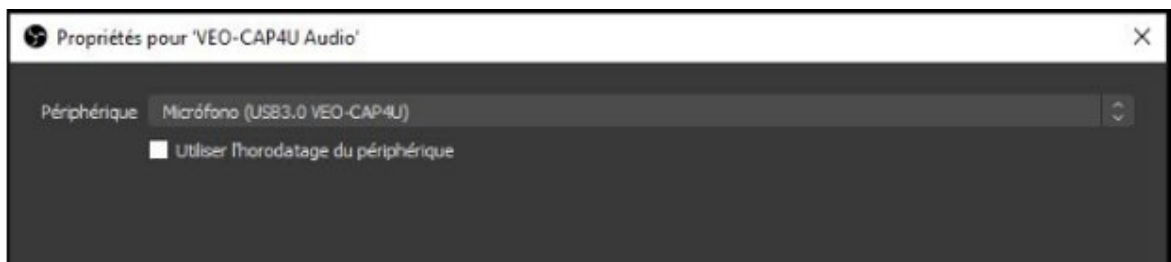 Propriétés pour 'VEO-CAP4U Audio'
Périphérique Micrófono (USB3.0 VEO-CAP4U)
Utiliser l'horodatage du périphérique